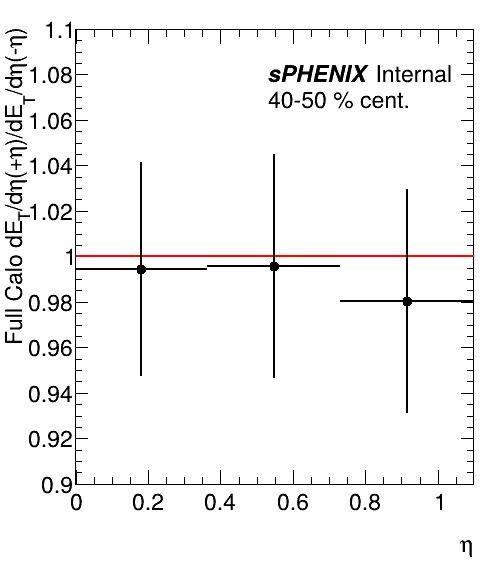 Full Calo dE_T/dη(+η)/dE_T/dη(-η)
1.1
1.08
1.06
1.04
1.02
1
0.98
0.96
0.94
0.92
0.9
sPHENIX Internal
40-50 % cent.
0 0.2 0.4 0.6 0.8 1
η